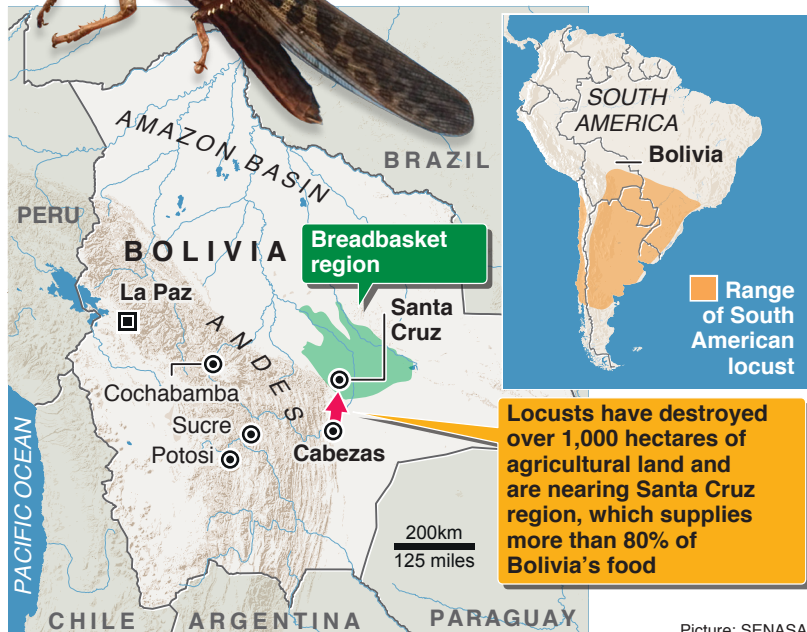 AMAZON BASIN
BRAZIL
PERU
BOLIVIA
Breadbasket
region
La Paz
Santa
Cruz
ANDES
Cochabamba
Sucre
Potosi
Cabezas
PACIFIC OCEAN
200km
125 miles
CHILE
ARGENTINA
PARAGUAY
SOUTH
AMERICA
Bolivia
Range
of South
American
locust
Locusts have destroyed
over 1,000 hectares of
agricultural land and
are nearing Santa Cruz
region, which supplies
more than 80% of
Bolivia's food
Picture: SENASA